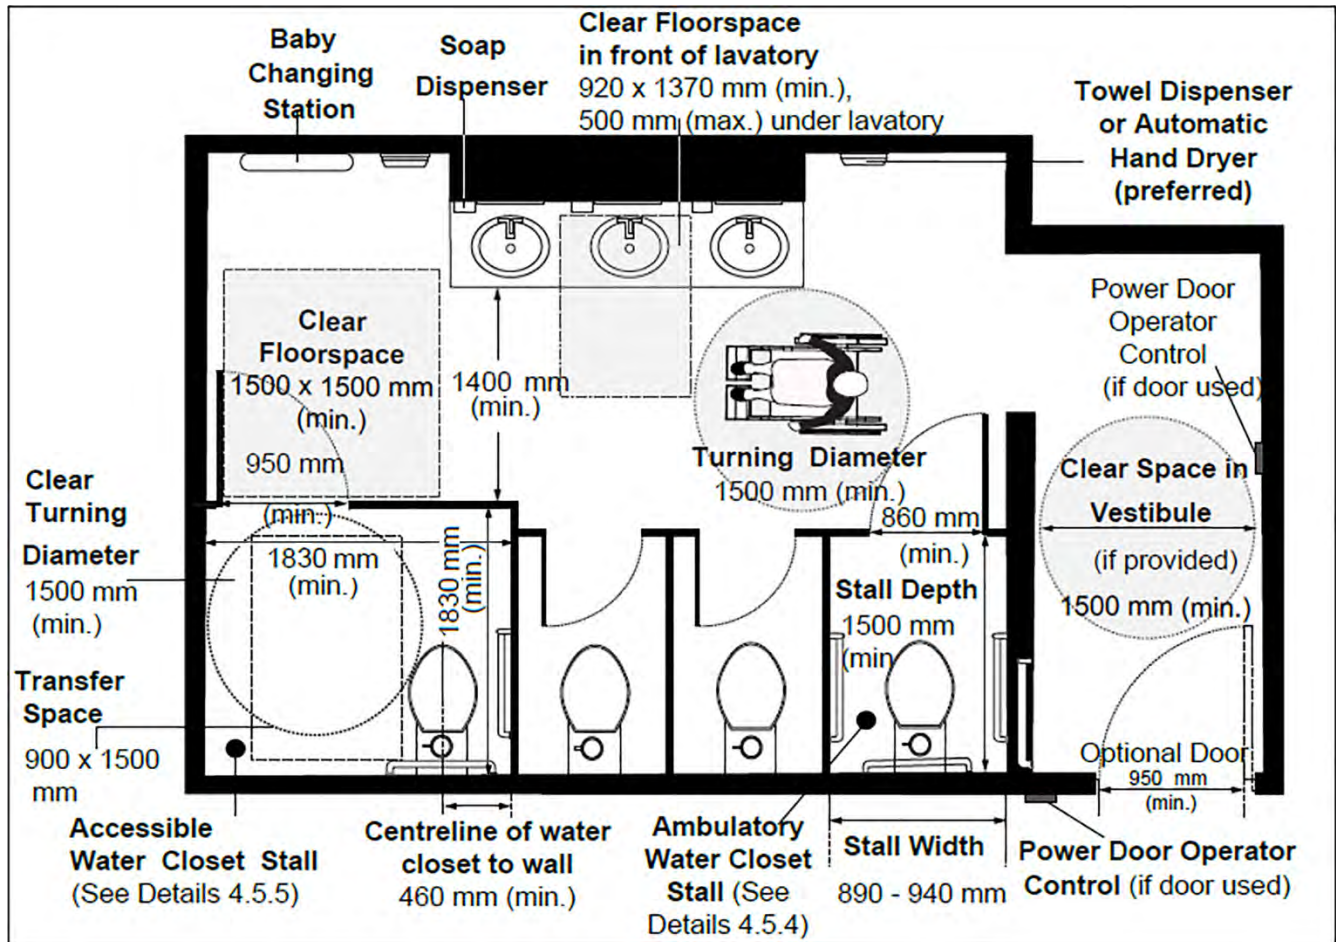 Baby
Changing
Station
Soap
Dispenser
Clear Floorspace
in front of lavatory
920 x 1370 mm (min.),
500 mm (max.) under lavatory
Towel Dispenser
or Automatic
Hand Dryer
(preferred)
Power Door
Operator
Control
(if door used)
Clear
Floorspace
1500 x 1500 mm
(min.)
1400 mm
(min.)
950 mm
(min.)
Turning Diameter
1500 mm (min.)
Clear Space in
Vestibule
(if provided)
1500 mm (min.)
Clear
Turning
Diameter
1500 mm
(min.)
1830 mm
(min.)
1830 mm
(min.)
860 mm
(min.)
Stall Depth
1500 mm
(min
Transfer
Space
900 x 1500
mm
Optional Door
950 mm
(min.)
Accessible
Water Closet Stall
(See Details 4.5.5)
Centreline of water
closet to wall
460 mm (min.)
Ambulatory
Water Closet
Stall (See
Details 4.5.4)
Stall Width
890 - 940 mm
Power Door Operator
Control (if door used)